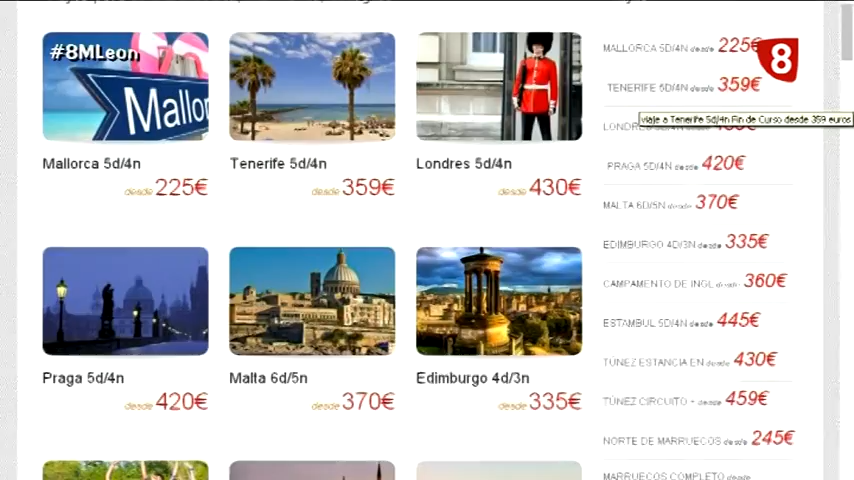 #8MLeon
Mallor
Mallorca 5d/4n
desde 225€
Tenerife 5d/4n
desde 359€
Londres 5d/4n
desde 430€
Praga 5d/4n
desde 420€
Malta 6d/5n
desde 370€
Edimburgo 4d/3n
desde 335€
MALLORCA 5D/4N desde 225€
8
TENERIFE 5D/4N desde 359€
viaje a Tenerife 5d/4n Fin de Curso desde 359 euros
LONDRES
PRAGA 5D/4N desde 420€
MALTA 6D/5N desde 370€
EDIMBURGO 4D/3N desde 335€
CAMPAMENTO DE INGL desde 360€
ESTAMBUL 5D/4N desde 445€
TÚNEZ ESTANCIA EN desde 430€
TÚNEZ CIRCUITO + desde 459€
NORTE DE MARRUECOS desde 245€
MARRUECOS COMPLETO desde